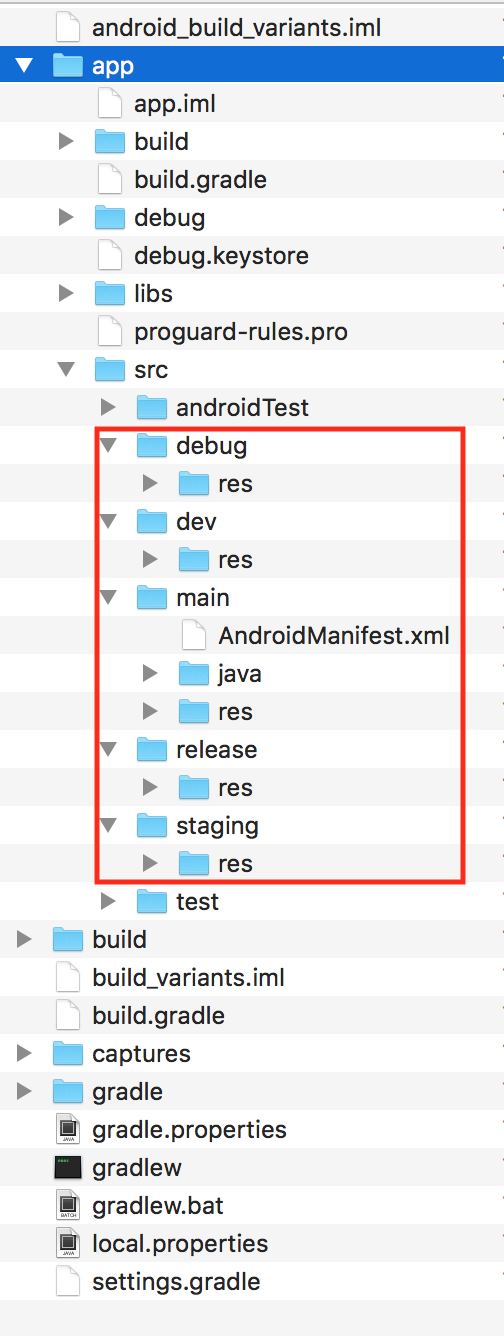 android_build_variants.iml
app
app.iml
build
build.gradle
debug
debug.keystore
libs
proguard-rules.pro
src
androidTest
debug
res
dev
res
main
AndroidManifest.xml
java
res
release
res
staging
res
test
build
build_variants.iml
build.gradle
captures
gradle
gradle.properties
gradlew
gradlew.bat
local.properties
settings.gradle